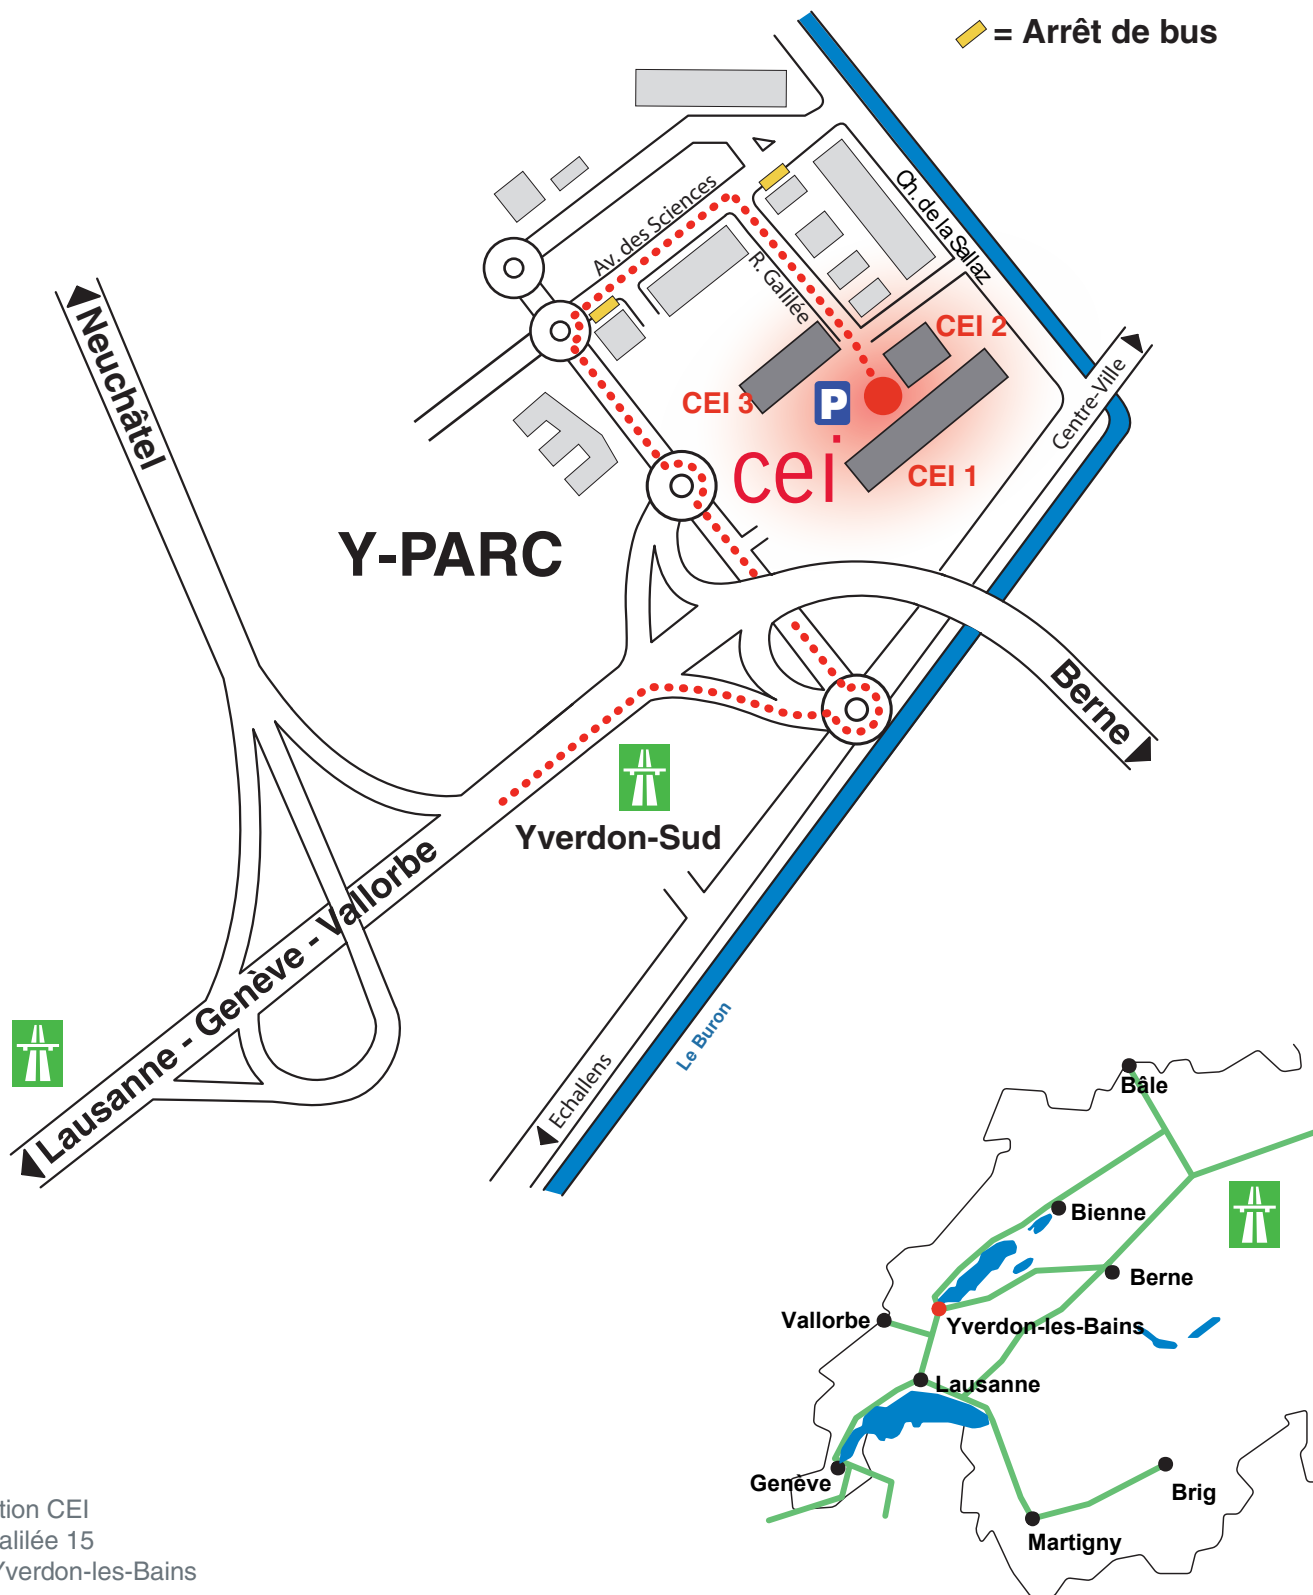 = Arrêt de bus
Av. des Sciences
Ch. de la Sallaz
R. Galilée
Neuchâtel
CEI 2
Centre-Ville
CEI 3
P
cei
CEI 1
Y-PARC
Berne
Yverdon-Sud
Lausanne - Genève - Vallorbe
Le Buron
Echallens
Bâle
Bienne
Berne
Vallorbe
Yverdon-les-Bains
Lausanne
Genève
Brig
Martigny
tion CEI
alilée 15
Yverdon-les-Bains